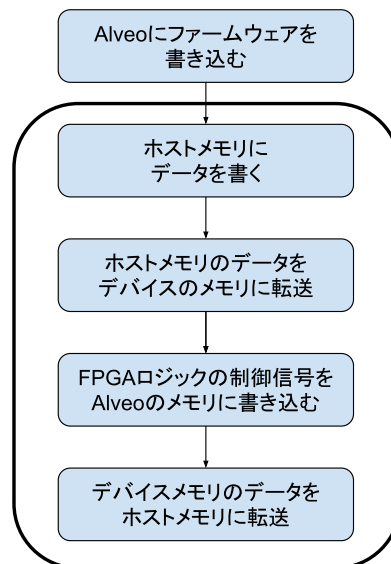 Alveoにファームウェアを
書き込む
ホストメモリに
データを書く
ホストメモリのデータを
デバイスのメモリに転送
FPGAロジックの制御信号を
Alveoのメモリに書き込む
デバイスメモリのデータを
ホストメモリに転送